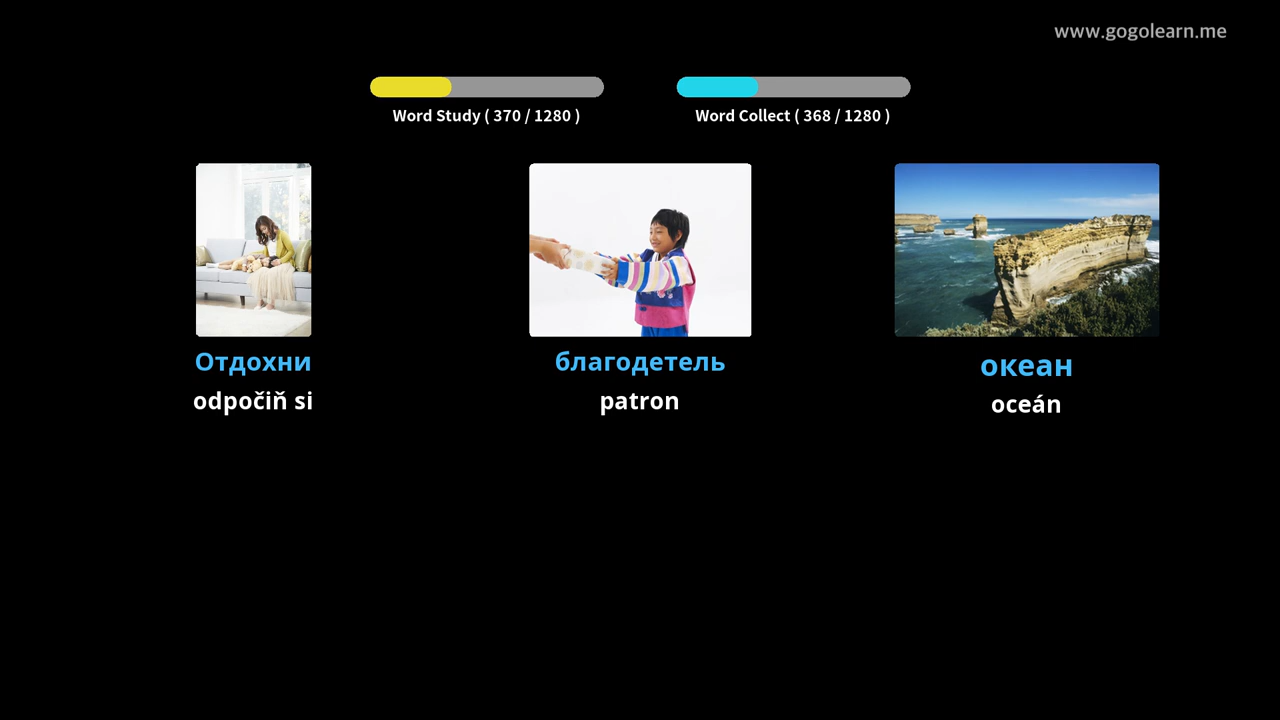 www.gogolearn.me
Word Study ( 370 / 1280 )
Word Collect ( 368 / 1280 )
Отдохни
odpočiň si
благодетель
patron
океан
oceán